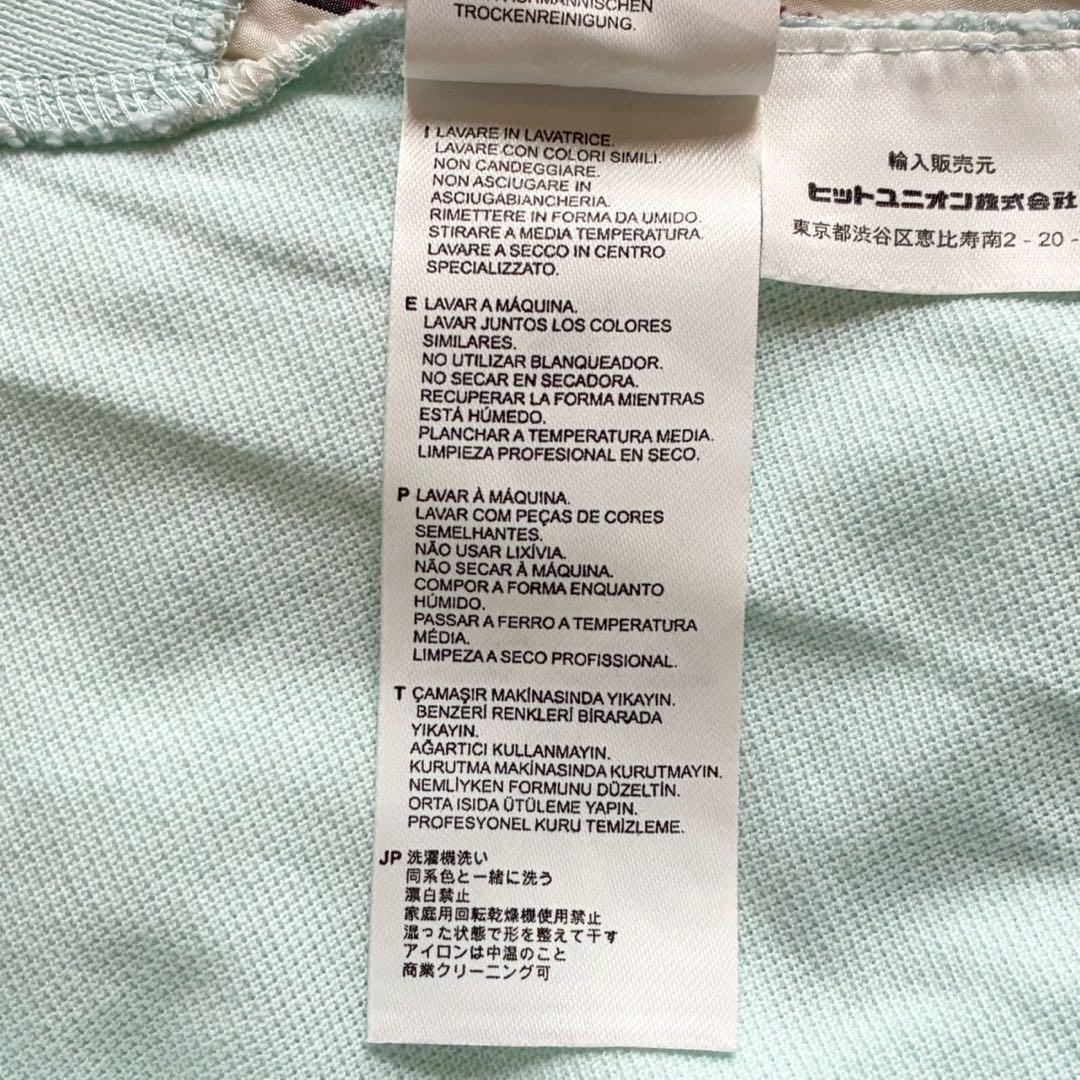 TROCKENREINIGUNG.
I LAVARE IN LAVATRICE.
LAVARE CON COLORI SIMILI.
NON CANDEGGIARE.
NON ASCIUGARE IN
ASCIUGABIANCHERIA.
RIMETTERE IN FORMA DA UMIDO.
STIRARE A MEDIA TEMPERATURA.
LAVARE A SECCO IN CENTRO
SPECIALIZZATO.
E LAVAR A MÁQUINA.
LAVAR JUNTOS LOS COLORES
SIMILARES.
NO UTILIZAR BLANQUEADOR.
NO SECAR EN SECADORA.
RECUPERAR LA FORMA MIENTRAS
ESTÁ HÚMEDO.
PLANCHAR A TEMPERATURA MEDIA.
LIMPIEZA PROFESIONAL EN SECO.
P LAVAR À MÁQUINA.
LAVAR COM PEÇAS DE CORES
SEMELHANTES.
NÃO USAR LIXÍVIA.
NÃO SECAR À MÁQUINA.
COMPOR A FORMA ENQUANTO
HÚMIDO.
PASSAR A FERRO A TEMPERATURA
MÉDIA.
LIMPEZA A SECO PROFISSIONAL.
T ÇAMAŞIR MAKİNASINDA YIKAYIN.
BENZERİ RENKLERİ BİRARADA
YIKAYIN.
AĞARTICI KULLANMAYIN.
KURUTMA MAKİNASINDA KURUTMAYIN.
NEMLİYKEN FORMUNU DÜZELTİN.
ORTA ISIDA ÜTÜLEME YAPIN.
PROFESYONEL KURU TEMİZLEME.
JP 洗濯機洗い
同系色と一緒に洗う
漂白禁止
家庭用回転乾燥機使用禁止
湿った状態で形を整えて干す
アイロンは中温のこと
商業クリーニング可
輸入販売元
ヒットユニオン株式会社
東京都渋谷区恵比寿南2-20-